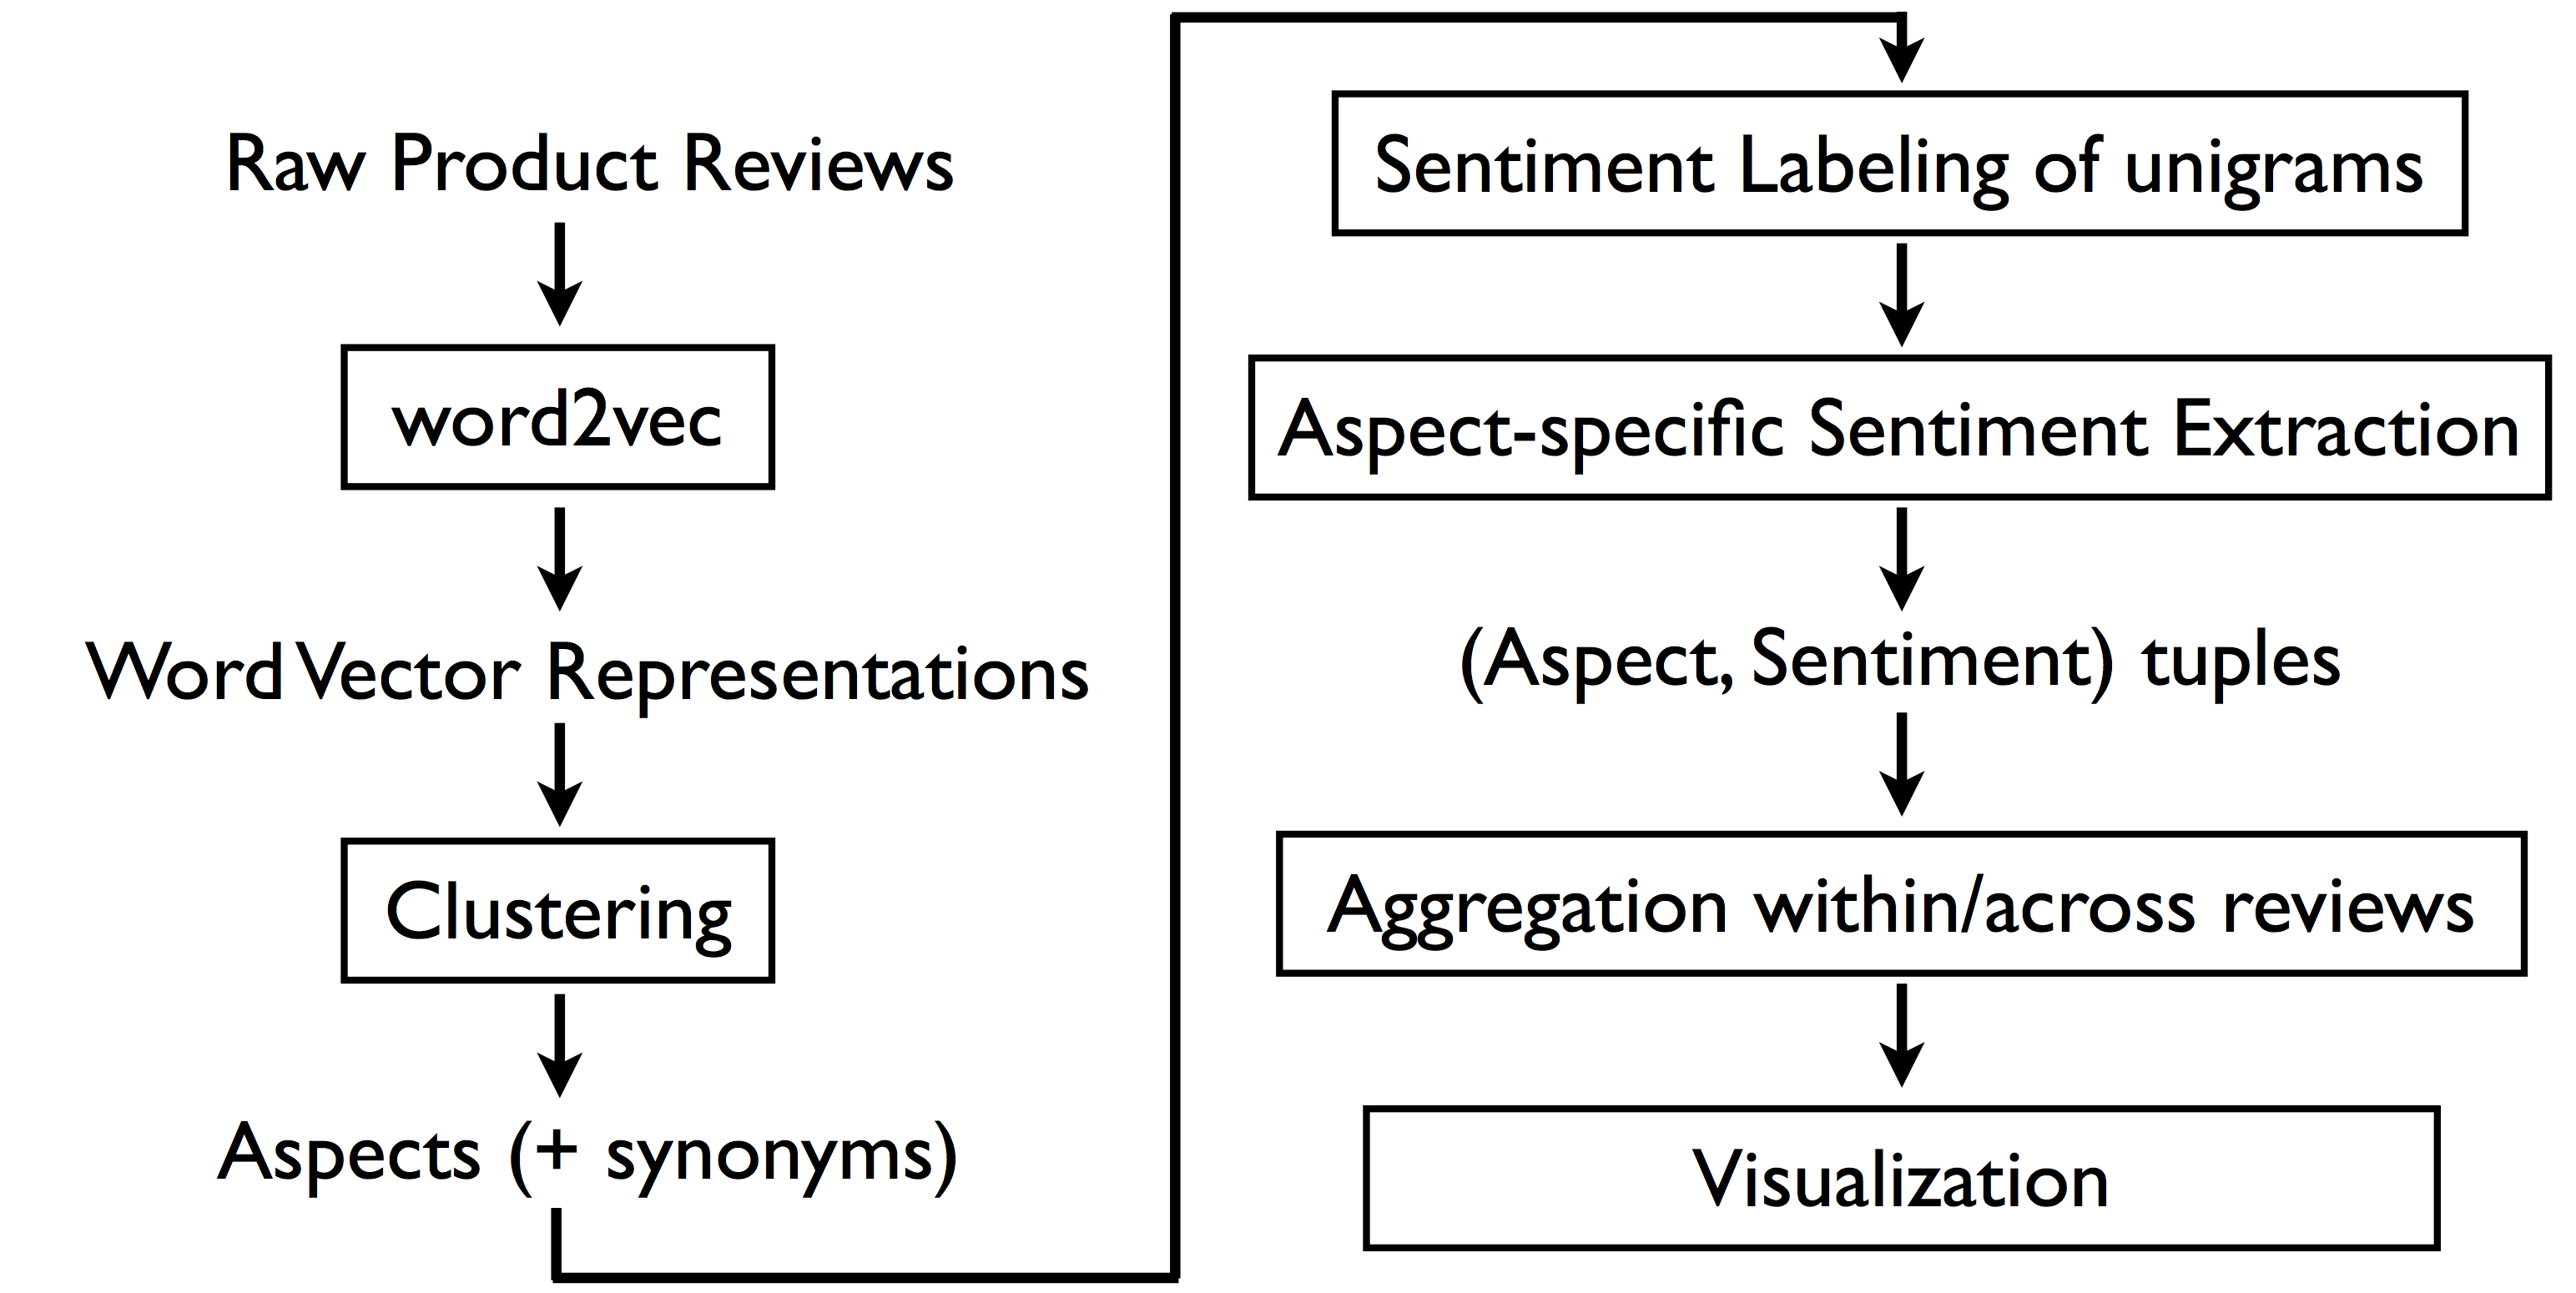 Raw Product Reviews
word2vec
Word Vector Representations
Clustering
Aspects (+ synonyms)
Sentiment Labeling of unigrams
Aspect-specific Sentiment Extraction
(Aspect, Sentiment) tuples
Aggregation within/across reviews
Visualization